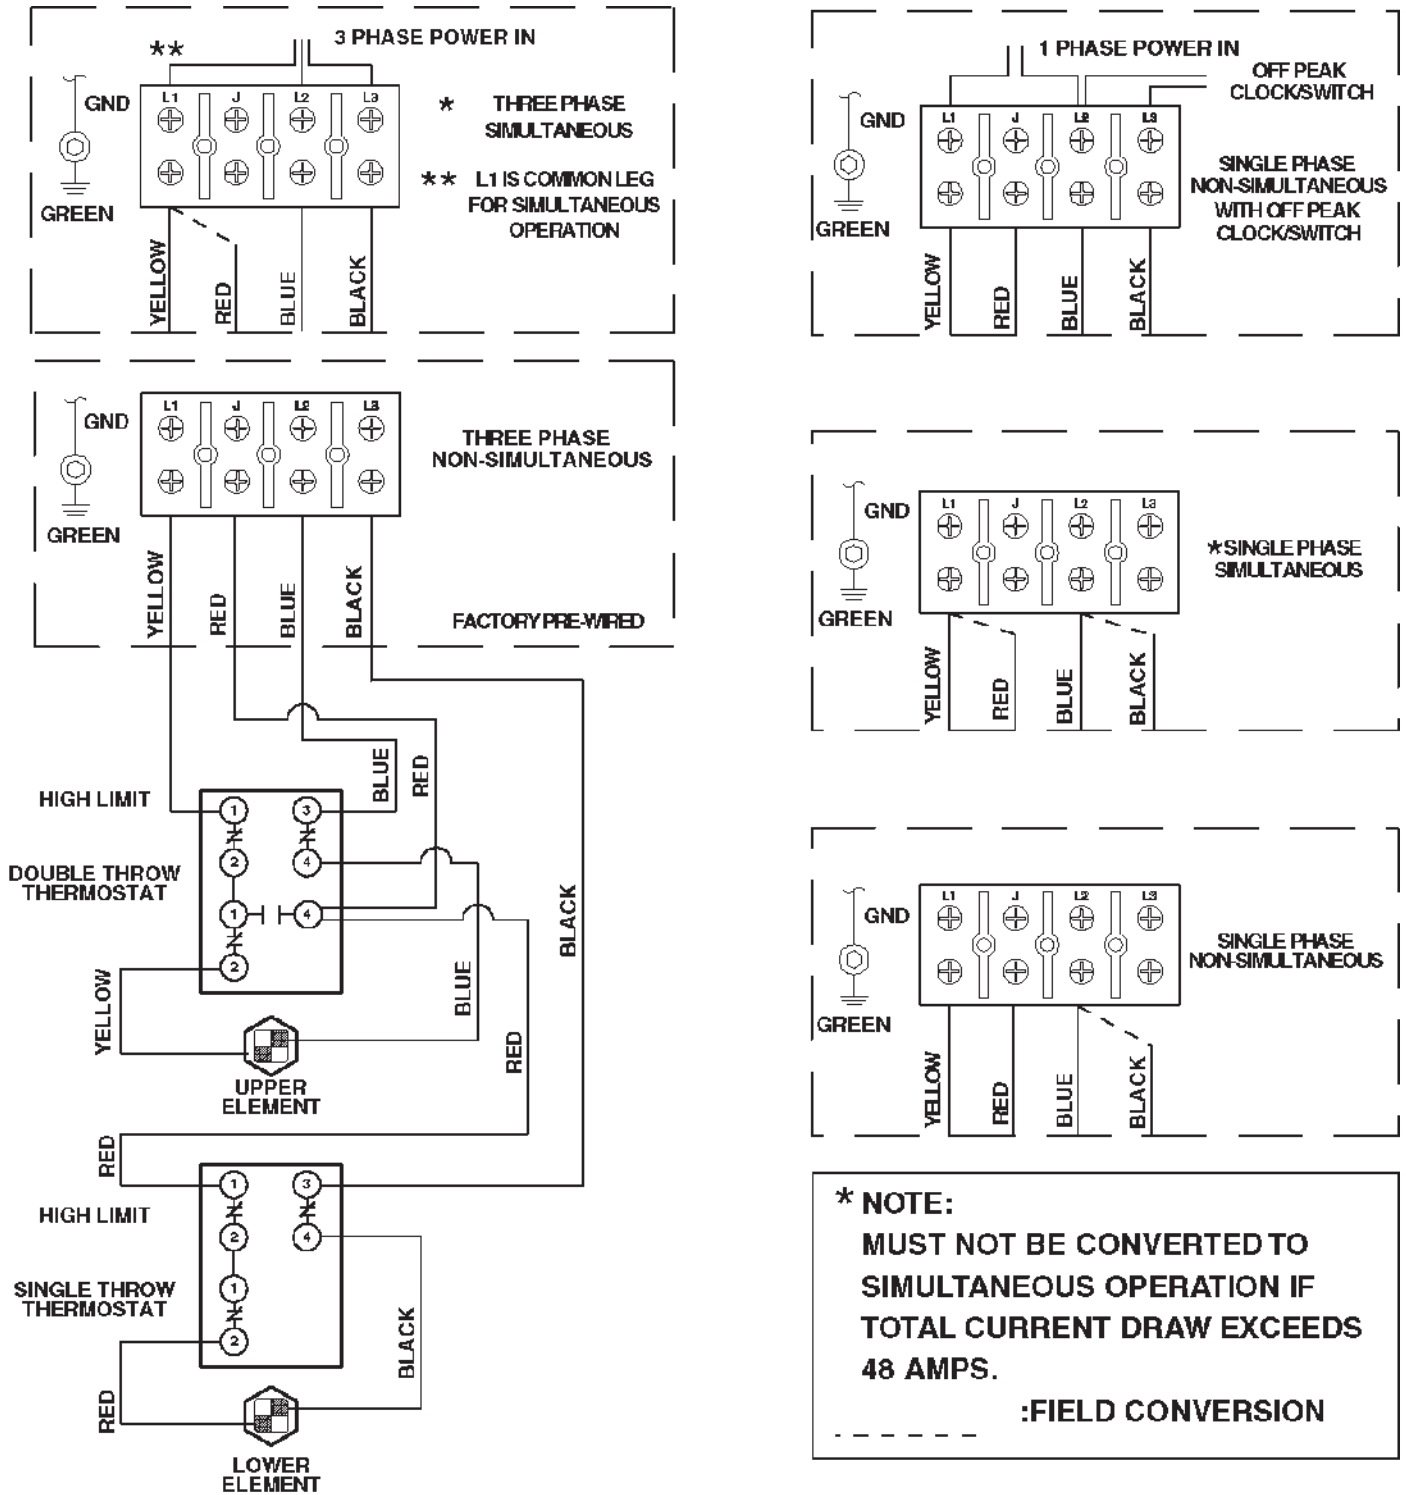 3 PHASE POWER IN
**
GND
L1 J L2 L3
* THREE PHASE
SIMULTANEOUS
** L1 IS COMMON LEG
FOR SIMULTANEOUS
OPERATION
GREEN
YELLOW
RED
BLUE
BLACK
GND
L1 J L2 L3
THREE PHASE
NON-SIMULTANEOUS
GREEN
YELLOW
RED
BLUE
BLACK
FACTORY PRE-WIRED
BLUE
RED
HIGH LIMIT
1 3
2 4
DOUBLE THROW
THERMOSTAT
1 4
2
BLACK
YELLOW
BLUE
RED
UPPER
ELEMENT
RED
1 3
HIGH LIMIT
2 4
SINGLE THROW
THERMOSTAT
1
2
BLACK
RED
LOWER
ELEMENT
1 PHASE POWER IN
OFF PEAK
CLOCK/SWITCH
GND
L1 J L2 L3
SINGLE PHASE
NON-SIMULTANEOUS
WITH OFF PEAK
CLOCK/SWITCH
GREEN
YELLOW
RED
BLUE
BLACK
GND
L1 J L2 L3
*SINGLE PHASE
SIMULTANEOUS
GREEN
YELLOW
RED
BLUE
BLACK
GND
L1 J L2 L3
SINGLE PHASE
NON-SIMULTANEOUS
GREEN
YELLOW
RED
BLUE
BLACK
* NOTE:
MUST NOT BE CONVERTED TO
SIMULTANEOUS OPERATION IF
TOTAL CURRENT DRAW EXCEEDS
48 AMPS.
:FIELD CONVERSION